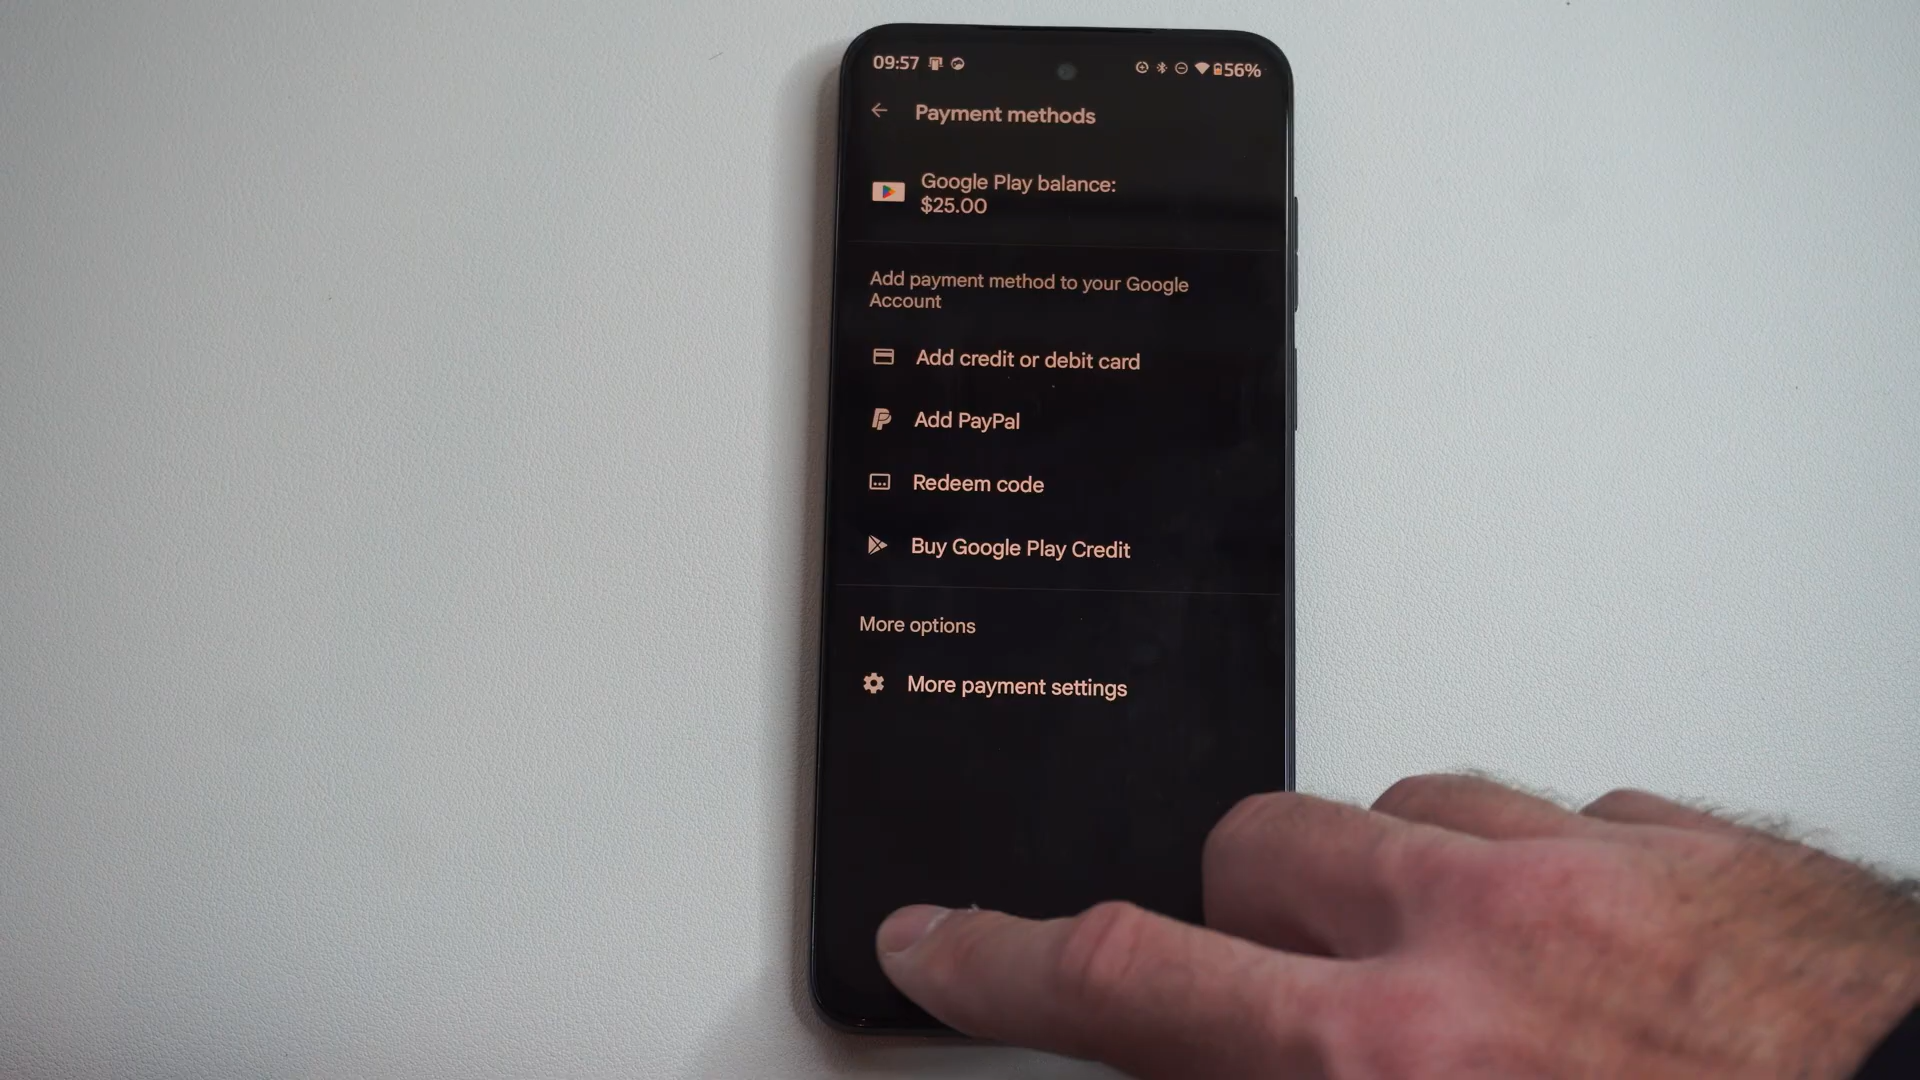 09:57 56%
Payment methods
Google Play balance:
$25.00
Add payment method to your Google
Account
Add credit or debit card
Add PayPal
Redeem code
Buy Google Play Credit
More options
More payment settings